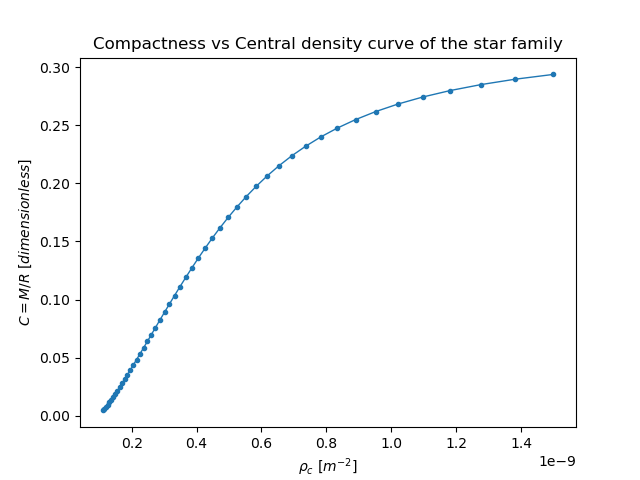 Compactness vs Central density curve of the star family
C = M/R [dimensionless]
0.30
0.25
0.20
0.15
0.10
0.05
0.00
0.2 0.4 0.6 0.8 1.0 1.2 1.4
1e−9
ρc [m⁻²]